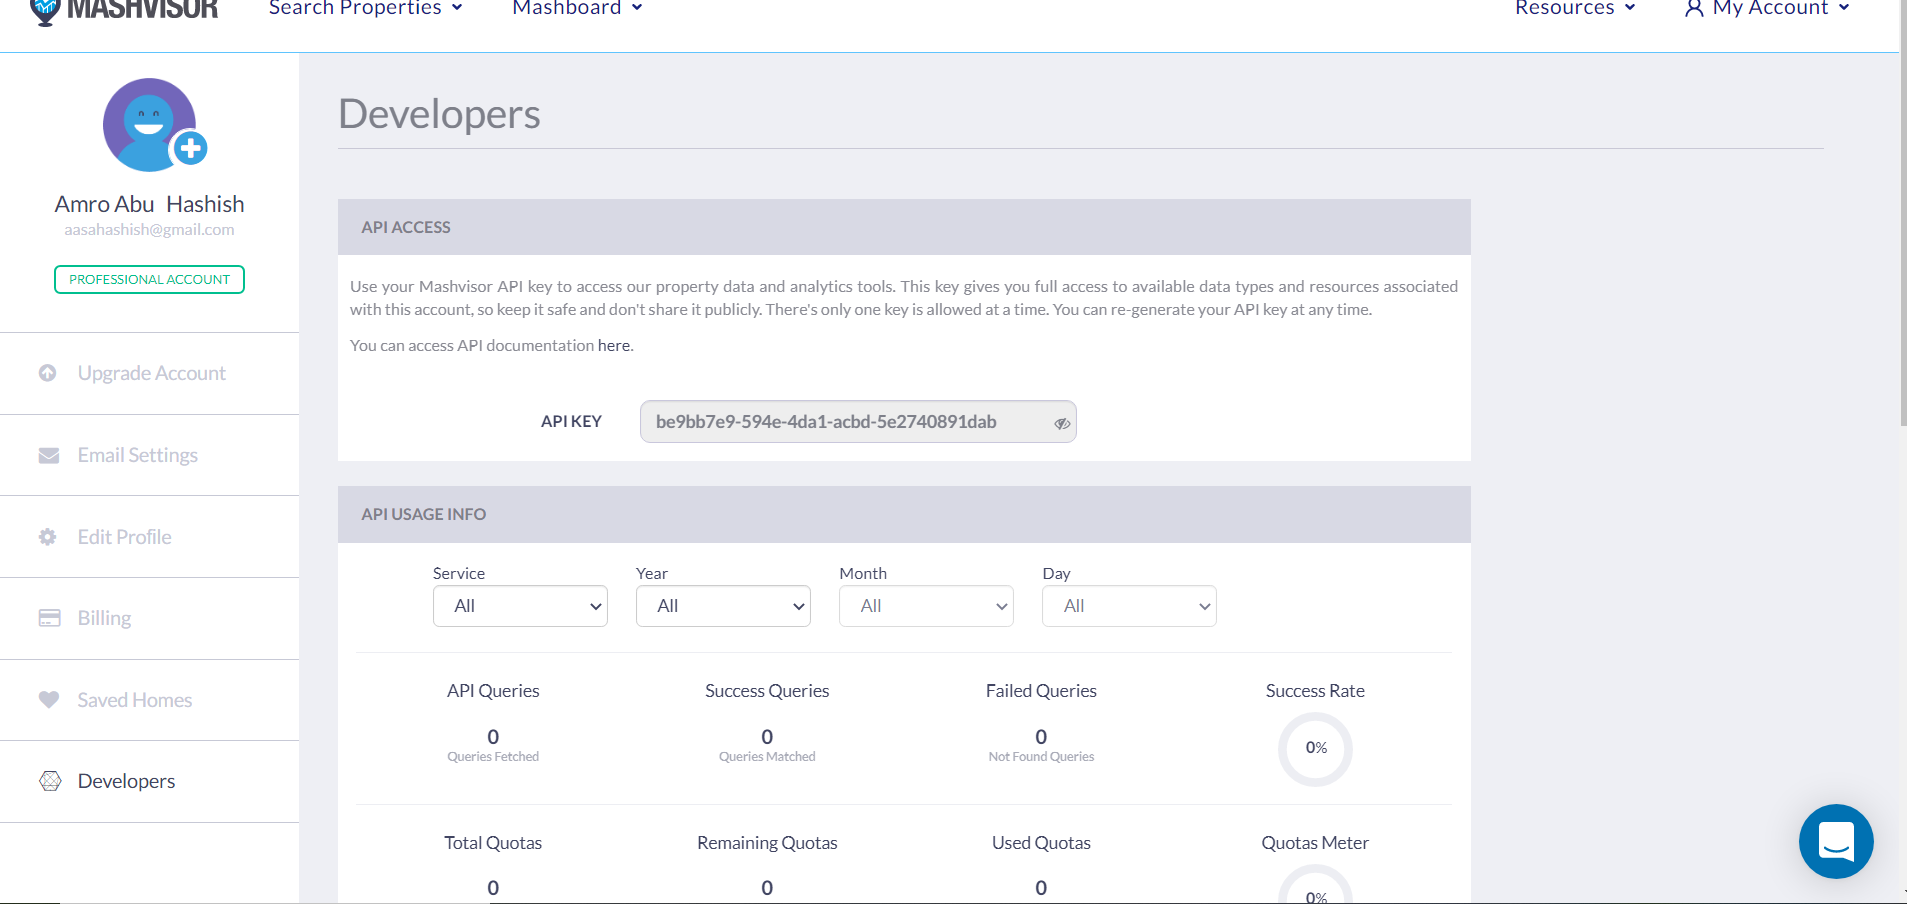 MASHVISOR
Search Properties
Mashboard
Resources
My Account
Amro Abu Hashish
aasahashish@gmail.com
PROFESSIONAL ACCOUNT
Upgrade Account
Email Settings
Edit Profile
Billing
Saved Homes
Developers
Developers
API ACCESS
Use your Mashvisor API key to access our property data and analytics tools. This key gives you full access to available data types and resources associated
with this account, so keep it safe and don't share it publicly. There's only one key is allowed at a time. You can re-generate your API key at any time.
You can access API documentation here.
API KEY be9bb7e9-594e-4da1-acbd-5e2740891dab
API USAGE INFO
Service Year Month Day
All All All All
API Queries Success Queries Failed Queries Success Rate
0 0 0 0%
Queries Fetched Queries Matched Not Found Queries
Total Quotas Remaining Quotas Used Quotas Quotas Meter
0 0 0 0%